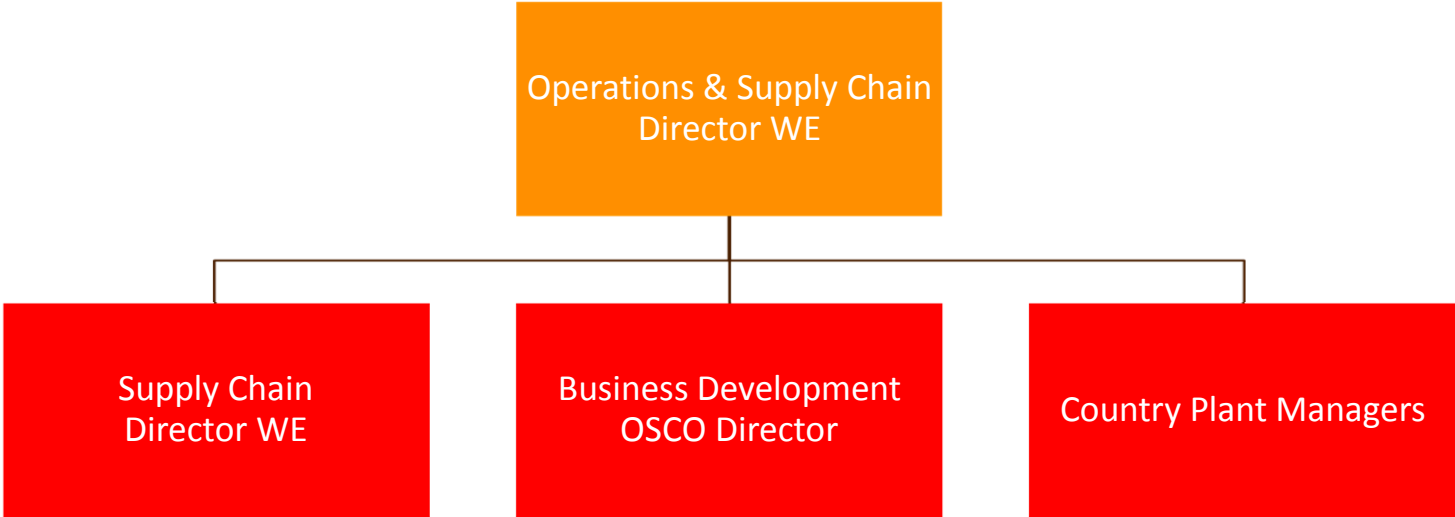 Operations & Supply Chain
Director WE
Supply Chain
Director WE
Business Development
OSCO Director
Country Plant Managers